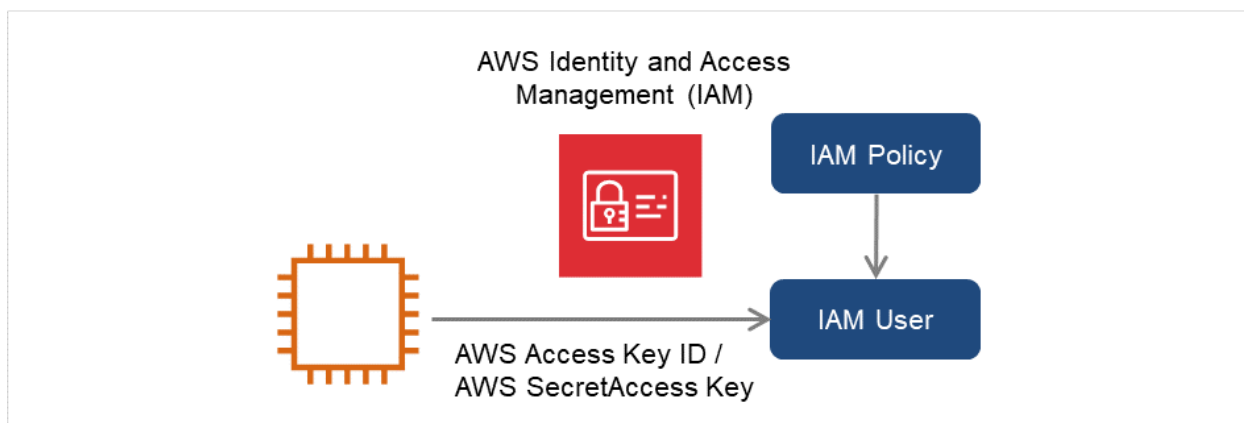 AWS Identity and Access
Management (IAM)
IAM Policy
IAM User
AWS Access Key ID /
AWS SecretAccess Key